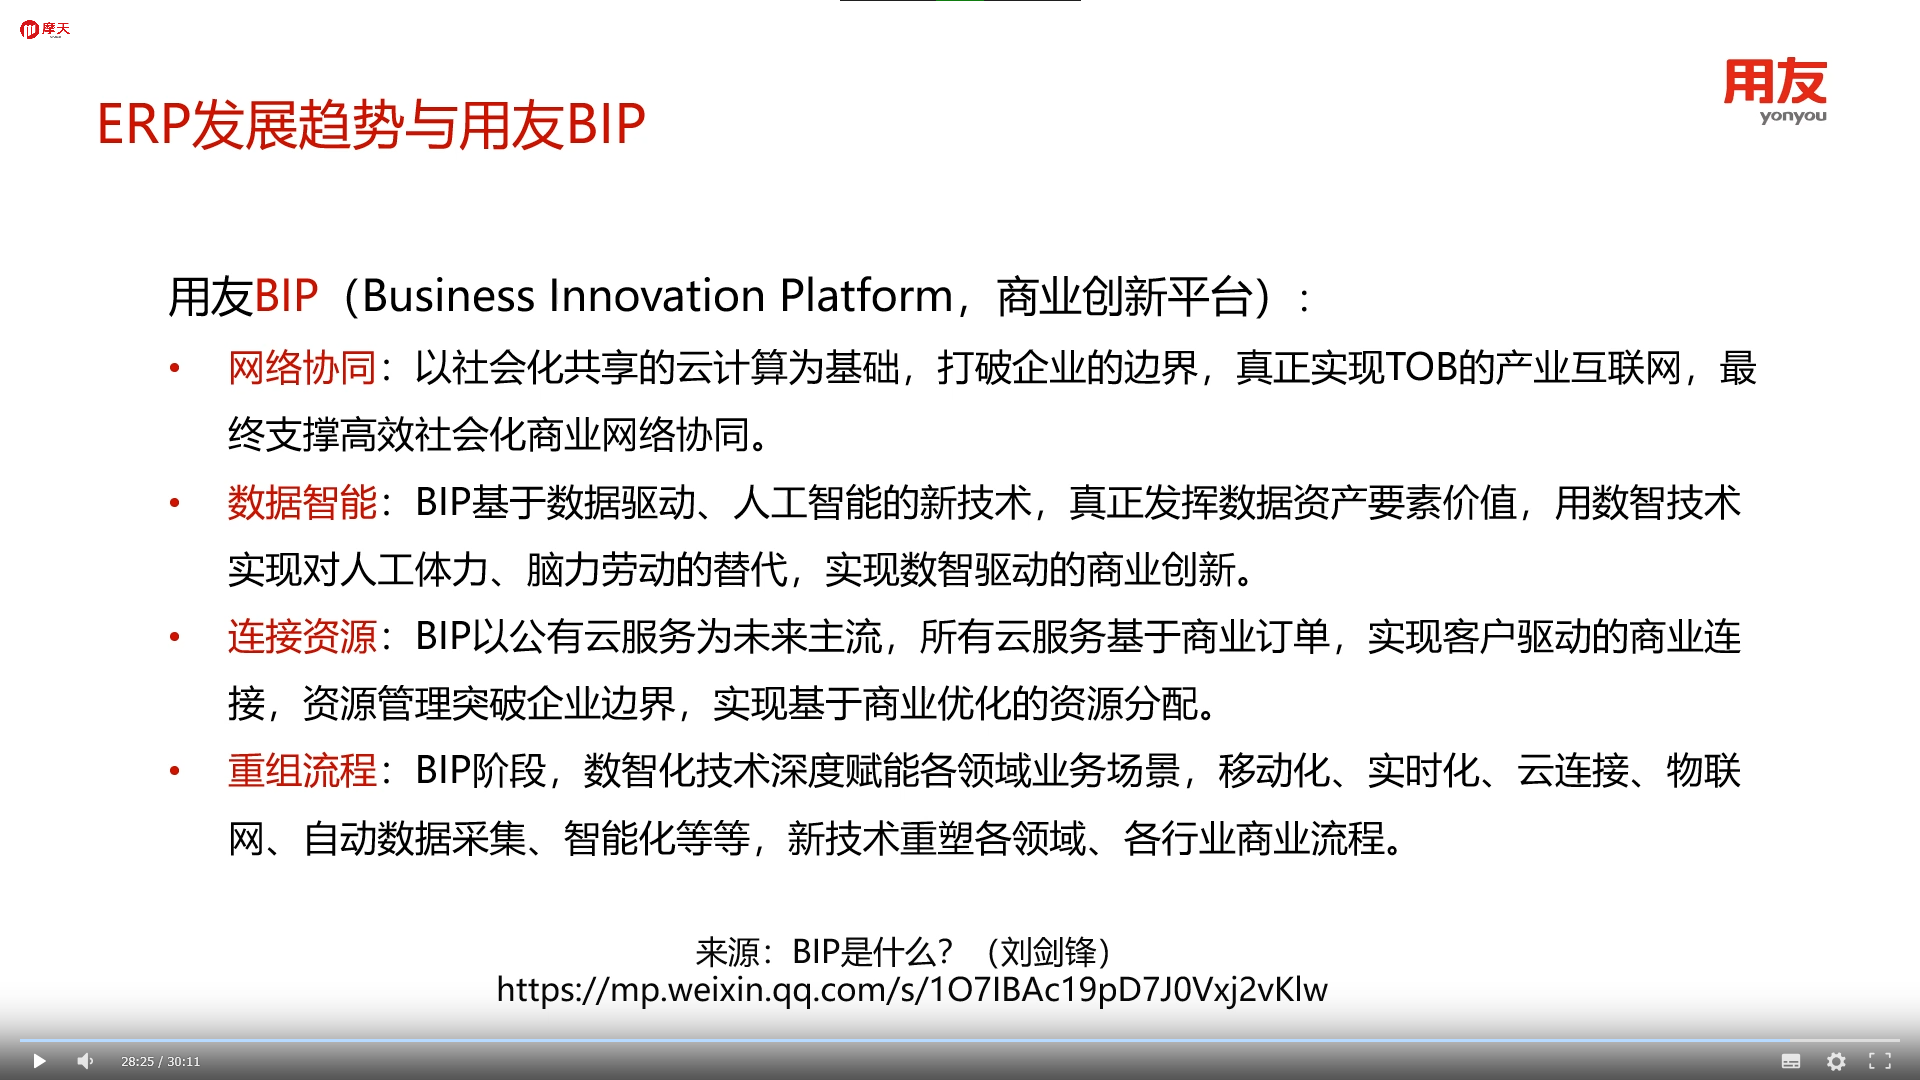 摩天
用友
yonyou
ERP发展趋势与用友BIP
用友BIP（Business Innovation Platform，商业创新平台）:
• 网络协同：以社会化共享的云计算为基础，打破企业的边界，真正实现TOB的产业互联网，最
终支撑高效社会化商业网络协同。
• 数据智能：BIP基于数据驱动、人工智能的新技术，真正发挥数据资产要素价值，用数智技术
实现对人工体力、脑力劳动的替代，实现数智驱动的商业创新。
• 连接资源：BIP以公有云服务为未来主流，所有云服务基于商业订单，实现客户驱动的商业连
接，资源管理突破企业边界，实现基于商业优化的资源分配。
• 重组流程：BIP阶段，数智化技术深度赋能各领域业务场景，移动化、实时化、云连接、物联
网、自动数据采集、智能化等等，新技术重塑各领域、各行业商业流程。
来源：BIP是什么？（刘剑锋）
https://mp.weixin.qq.com/s/1O7IBAc19pD7J0Vxj2vKlw
28:25 / 30:11